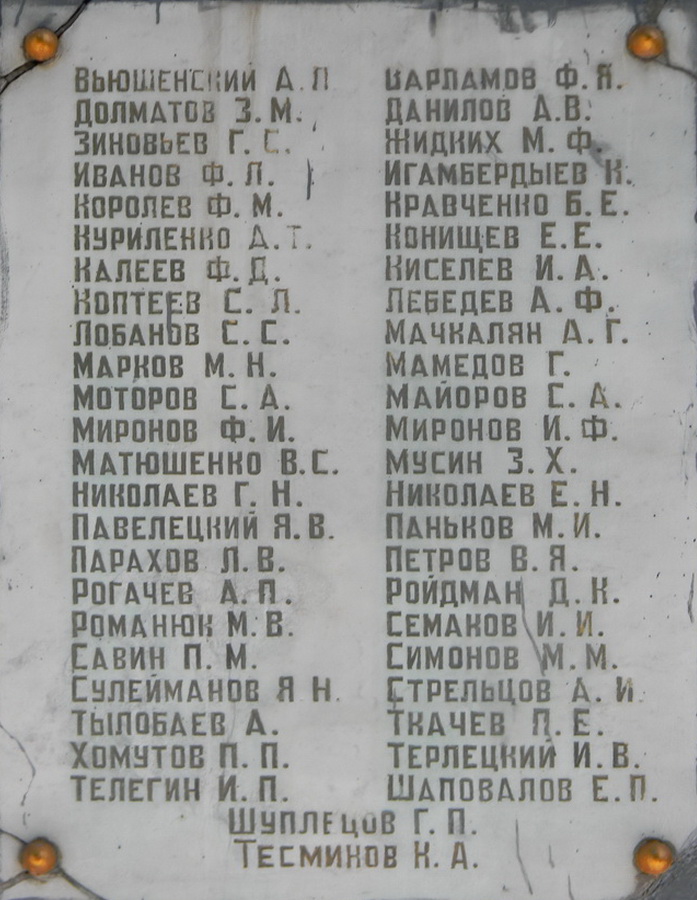 ВЬЮШЕНСКИЙ А. П
ДОЛМАТОВ З. М.
ЗИНОВЬЕВ Г. С.
ИВАНОВ Ф. Л.
КОРОЛЕВ Ф. М.
КУРИЛЕНКО А. Т.
КАЛЕЕВ Ф. Д.
КОПТЕЕВ С. Л.
ЛОБАНОВ С. С.
МАРКОВ М. Н.
МОТОРОВ С. А.
МИРОНОВ Ф. И.
МАТЮШЕНКО В. С.
НИКОЛАЕВ Г. Н.
ПАВЕЛЕЦКИЙ Я. В.
ПАРАХОВ Л. В.
РОГАЧЕВ А. П.
РОМАНЮК М. В.
САВИН П. М.
СУЛЕЙМАНОВ Я Н.
ТЫЛОБАЕВ А.
ХОМУТОВ П. П.
ТЕЛЕГИН И. П.
ВАРЛАМОВ Ф. Я.
ДАНИЛОВ А. В.
ЖИДКИХ М. Ф.
ИГАМБЕРДЫЕВ К.
КРАВЧЕНКО Б. Е.
КОНИЩЕВ Е. Е.
КИСЕЛЕВ И. А.
ЛЕБЕДЕВ А. Ф.
МАЧКАЛЯН А. Г.
МАМЕДОВ Г.
МАЙОРОВ С. А.
МИРОНОВ И. Ф.
МУСИН З. Х.
НИКОЛАЕВ Е. Н.
ПАНЬКОВ М. И.
ПЕТРОВ В. Я.
РОЙДМАН Д. К.
СЕМАКОВ И. И.
СИМОНОВ М. М.
СТРЕЛЬЦОВ А. И
ТКАЧЕВ П. Е.
ТЕРЛЕЦКИЙ И. В.
ШАПОВАЛОВ Е. П.
ШУПЛЕЦОВ Г. П.
ТЕСМИНОВ К. А.